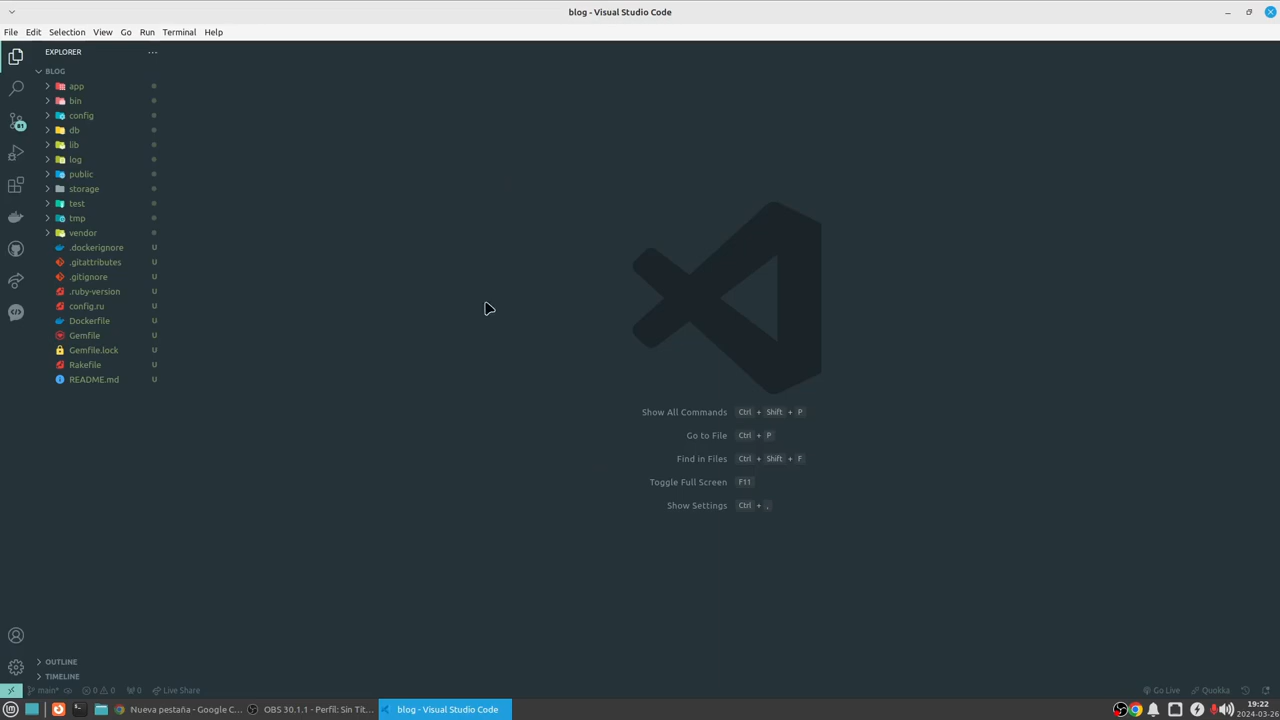 blog - Visual Studio Code
File Edit Selection View Go Run Terminal Help
EXPLORER ...
BLOG
app
bin
config
db
lib
log
public
storage
test
tmp
vendor
.dockerignore U
.gitattributes U
.gitignore U
.ruby-version U
config.ru U
Dockerfile U
Gemfile U
Gemfile.lock U
Rakefile U
README.md U
81
Show All Commands Ctrl + Shift + P
Go to File Ctrl + P
Find in Files Ctrl + Shift + F
Toggle Full Screen F11
Show Settings Ctrl + ,
OUTLINE
TIMELINE
main* 0 0 0 Live Share Go Live Quokka
Nueva pestaña - Google C... OBS 30.1.1 - Perfil: Sin Tít... blog - Visual Studio Code 19:22
2024-03-26